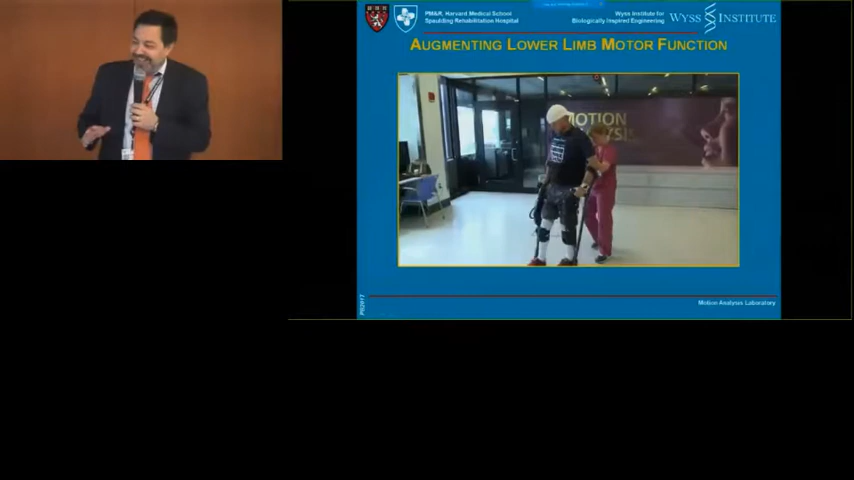 PM&R, Harvard Medical School
Spaulding Rehabilitation Hospital
Wyss Institute for
Biologically Inspired Engineering
WYSS INSTITUTE
AUGMENTING LOWER LIMB MOTOR FUNCTION
MOTION
Motion Analysis Laboratory